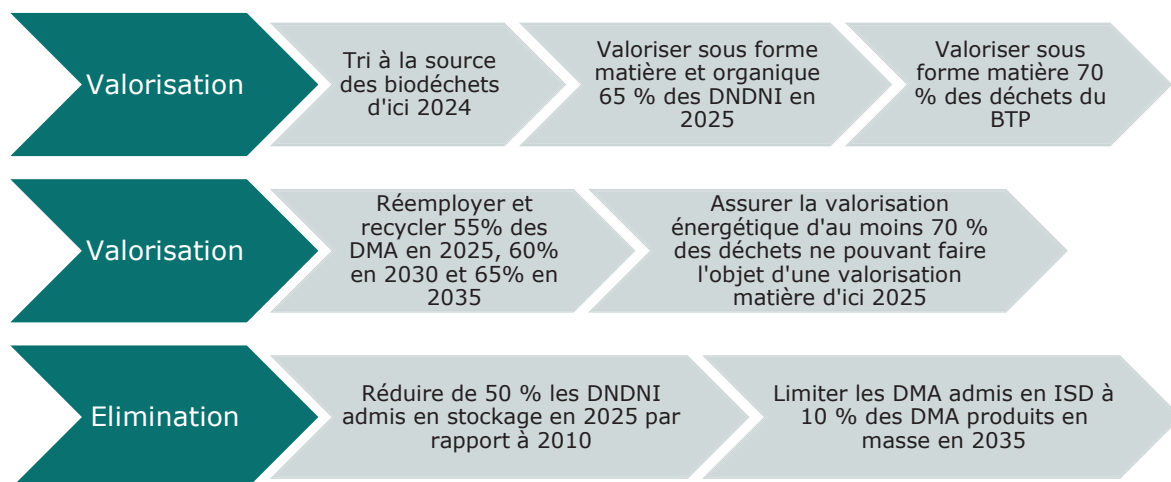 Valorisation
Tri à la source
des biodéchets
d'ici 2024
Valoriser sous forme
matière et organique
65 % des DNDNI en
2025
Valoriser sous
forme matière 70
% des déchets du
BTP
Valorisation
Réemployer et
recycler 55% des
DMA en 2025, 60%
en 2030 et 65% en
2035
Assurer la valorisation
énergétique d'au moins 70 %
des déchets ne pouvant faire
l'objet d'une valorisation
matière d'ici 2025
Elimination
Réduire de 50 % les DNDNI
admis en stockage en 2025 par
rapport à 2010
Limiter les DMA admis en ISD à
10 % des DMA produits en
masse en 2035